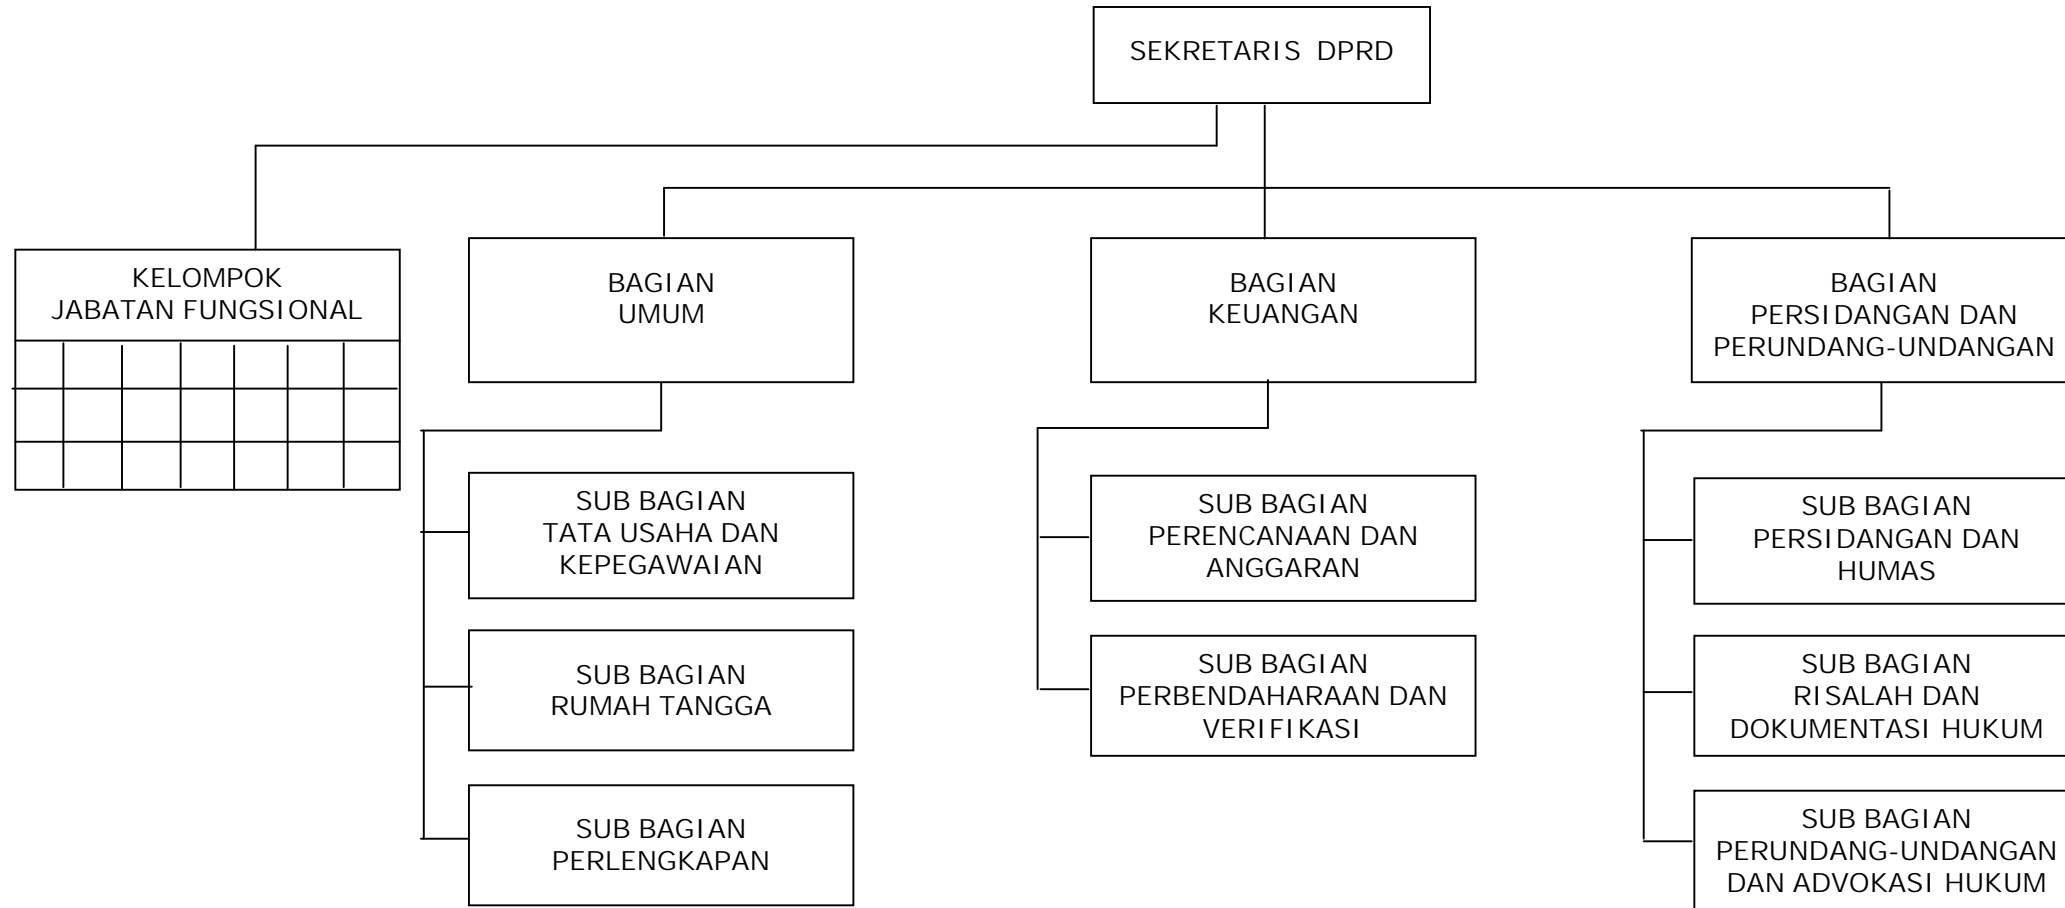 SEKRETARIS DPRD
KELOMPOK
JABATAN FUNGSIONAL
BAGIAN
UMUM
BAGIAN
KEUANGAN
BAGIAN
PERSIDANGAN DAN
PERUNDANG-UNDANGAN
SUB BAGIAN
TATA USAHA DAN
KEPEGAWAIAN
SUB BAGIAN
RUMAH TANGGA
SUB BAGIAN
PERLENGKAPAN
SUB BAGIAN
PERENCANAAN DAN
ANGGARAN
SUB BAGIAN
PERBENDAHARAAN DAN
VERIFIKASI
SUB BAGIAN
PERSIDANGAN DAN
HUMAS
SUB BAGIAN
RISALAH DAN
DOKUMENTASI HUKUM
SUB BAGIAN
PERUNDANG-UNDANGAN
DAN ADVOKASI HUKUM